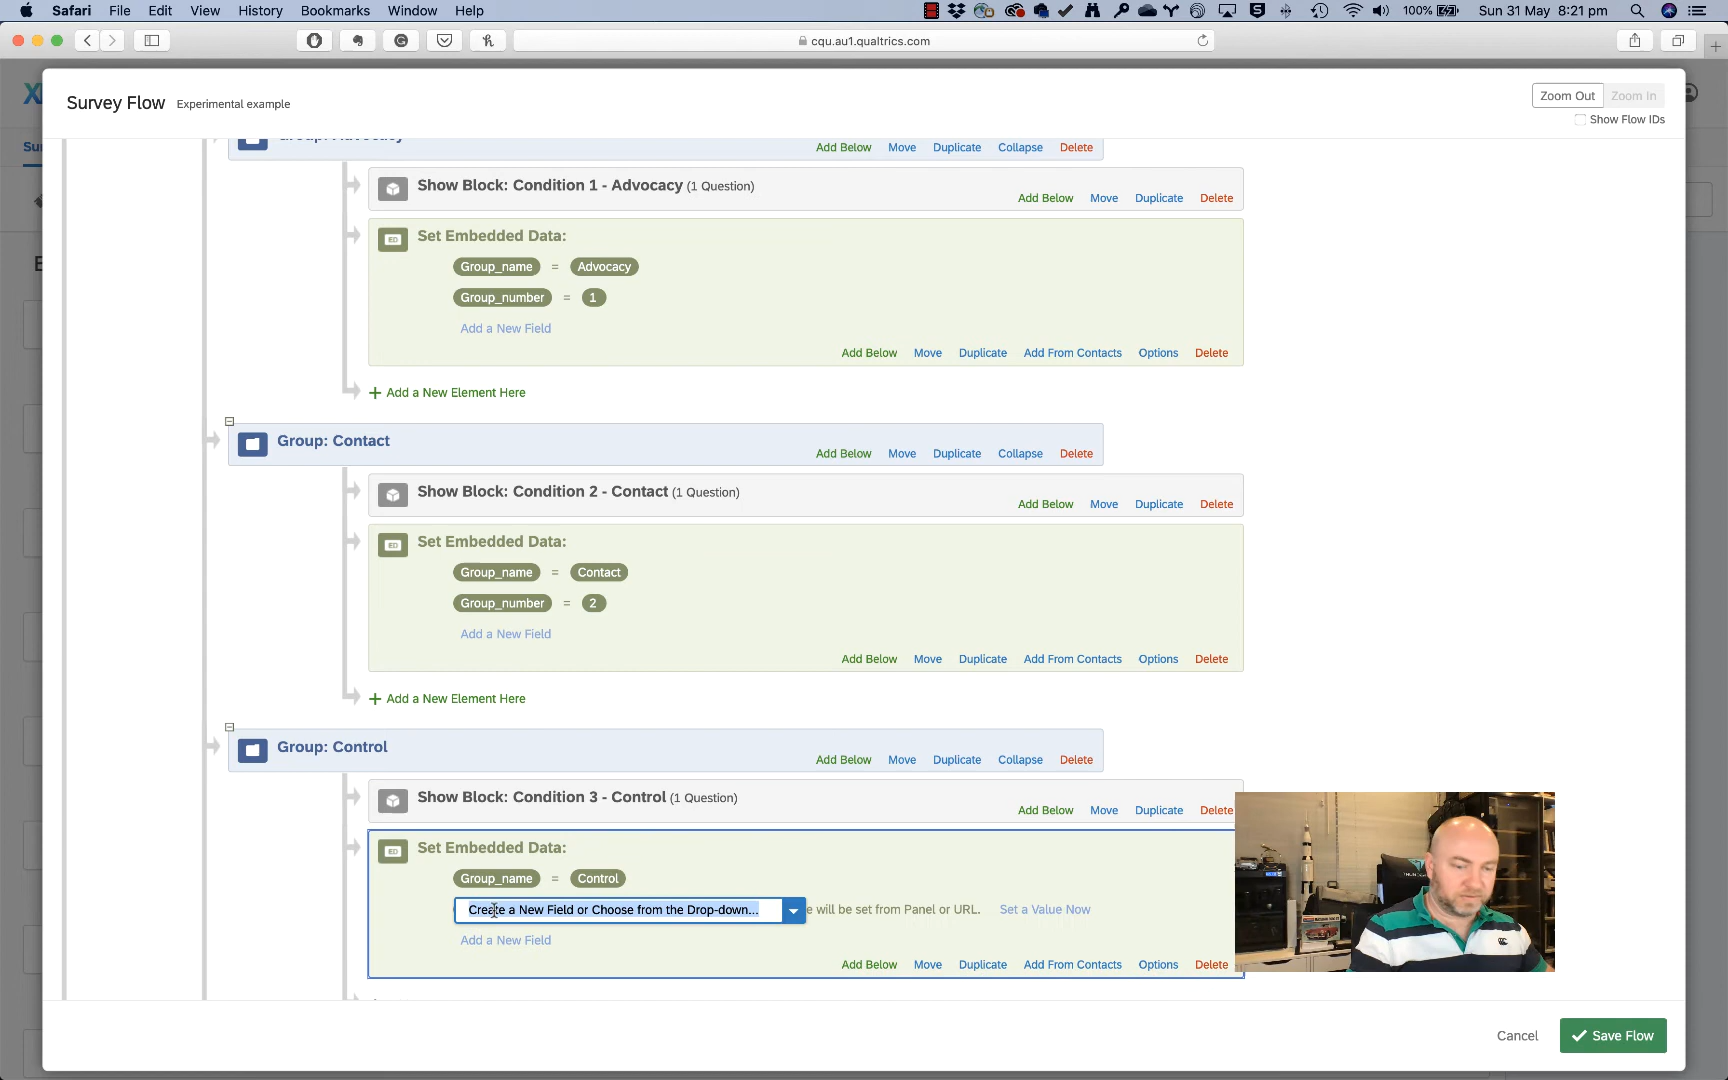 Safari File Edit View History Bookmarks Window Help 100% Sun 31 May 8:21 pm
cqu.au1.qualtrics.com
Survey Flow Experimental example
Zoom Out Zoom In
Show Flow IDs
Group: Advocacy
Add Below Move Duplicate Collapse Delete
Show Block: Condition 1 - Advocacy (1 Question)
Add Below Move Duplicate Delete
Set Embedded Data:
Group_name = Advocacy
Group_number = 1
Add a New Field
Add Below Move Duplicate Add From Contacts Options Delete
+ Add a New Element Here
Group: Contact
Add Below Move Duplicate Collapse Delete
Show Block: Condition 2 - Contact (1 Question)
Add Below Move Duplicate Delete
Set Embedded Data:
Group_name = Contact
Group_number = 2
Add a New Field
Add Below Move Duplicate Add From Contacts Options Delete
+ Add a New Element Here
Group: Control
Add Below Move Duplicate Collapse Delete
Show Block: Condition 3 - Control (1 Question)
Add Below Move Duplicate Delete
Set Embedded Data:
Group_name = Control
Create a New Field or Choose from the Drop-down... e will be set from Panel or URL. Set a Value Now
Add a New Field
Add Below Move Duplicate Add From Contacts Options Delete
Cancel Save Flow